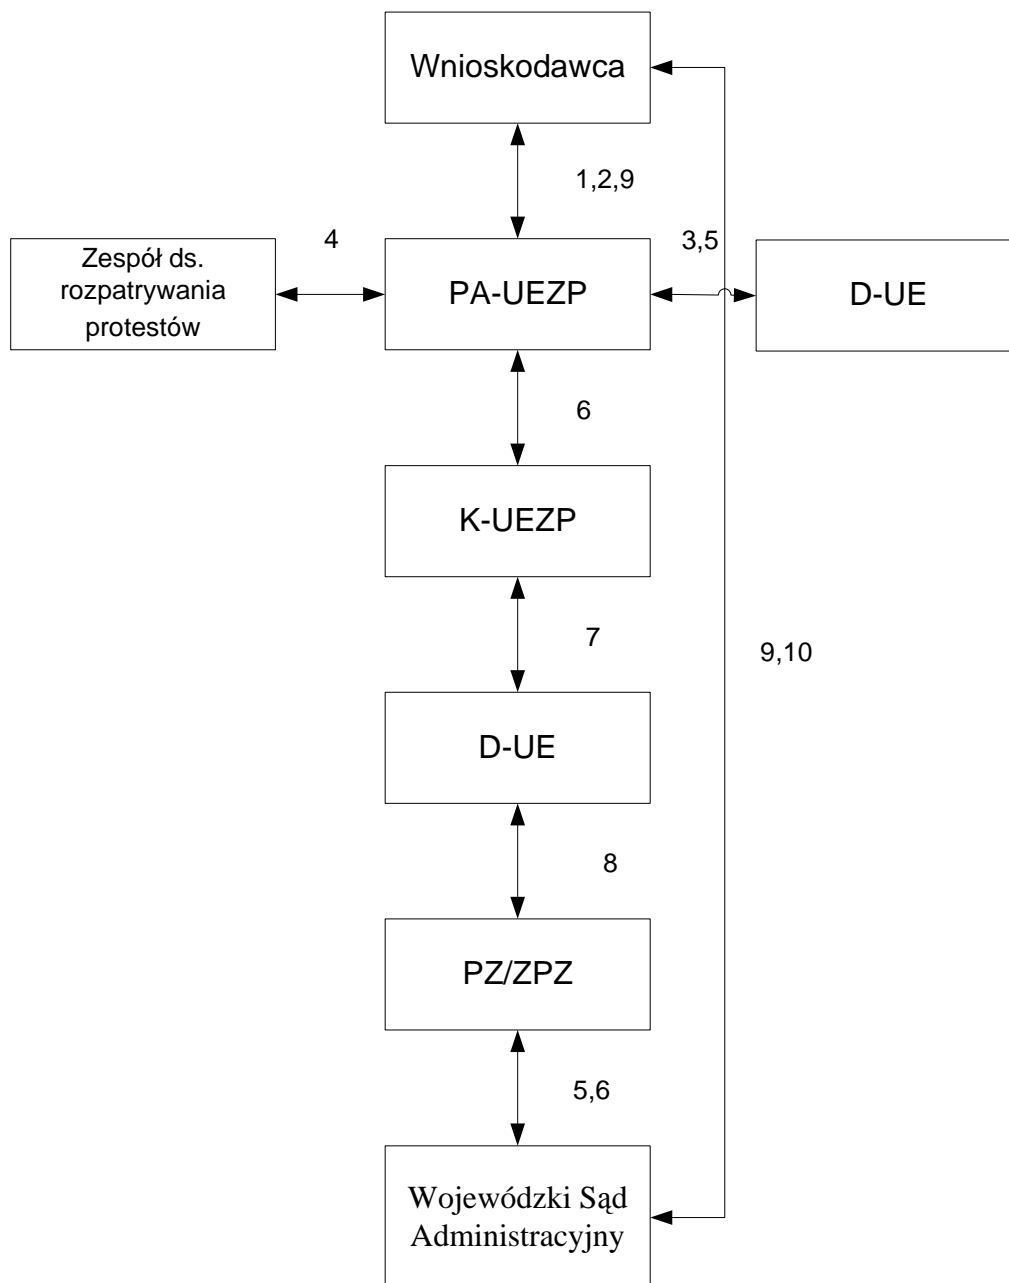 Wnioskodawca
1,2,9
4
3,5
Zespół ds.
rozpatrywania
protestów
PA-UEZP
D-UE
6
K-UEZP
7
9,10
D-UE
8
PZ/ZPZ
5,6
Wojewódzki Sąd
Administracyjny